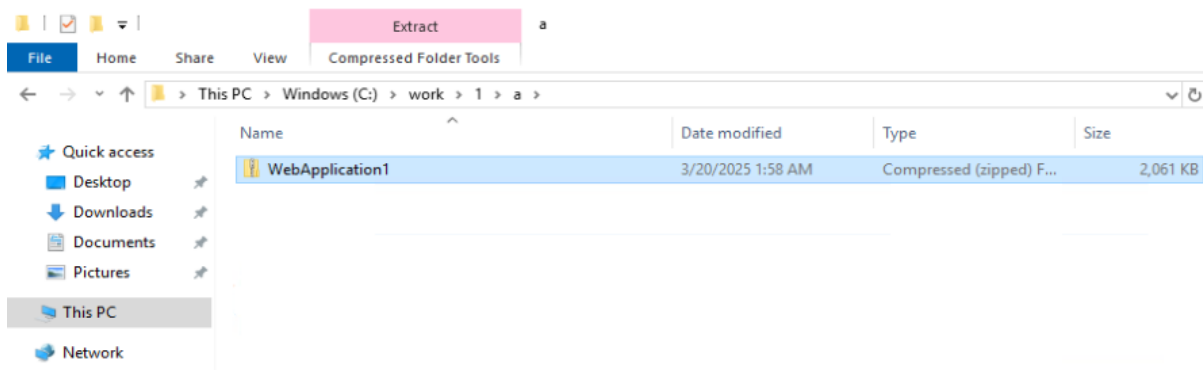 Extract a
File Home Share View Compressed Folder Tools
This PC > Windows (C:) > work > 1 > a >
Name Date modified Type Size
Quick access
WebApplication1 3/20/2025 1:58 AM Compressed (zipped) F... 2,061 KB
Desktop
Downloads
Documents
Pictures
This PC
Network